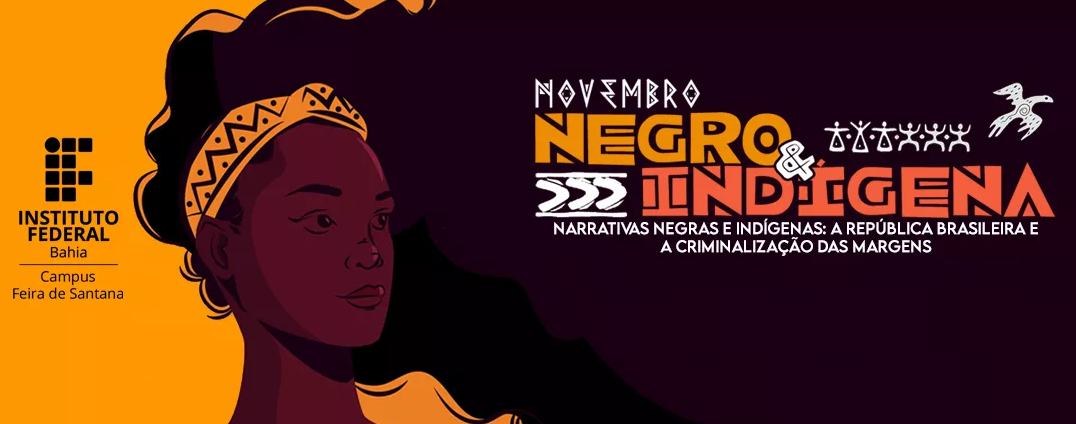 INSTITUTO
FEDERAL
Bahia
Campus
Feira de Santana
NOVEMBRO
NEGRO
&
INDÍGENA
NARRATIVAS NEGRAS E INDÍGENAS: A REPÚBLICA BRASILEIRA E
A CRIMINALIZAÇÃO DAS MARGENS